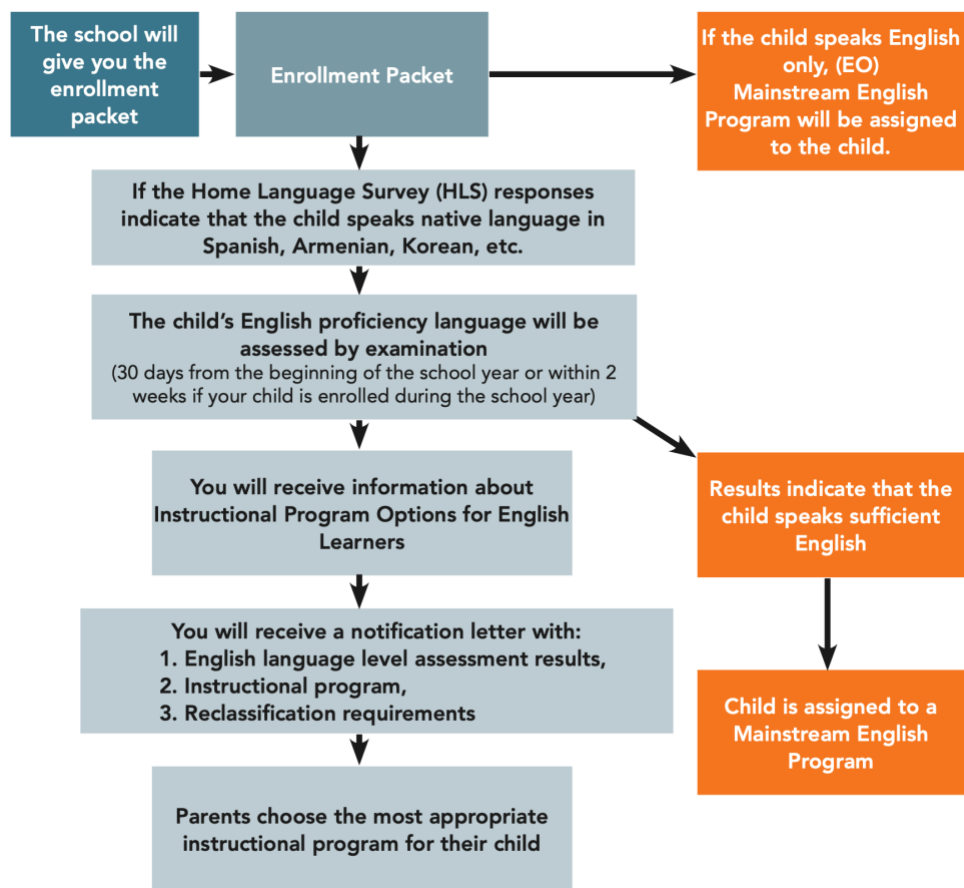 The school will
give you the
enrollment
packet
Enrollment Packet
If the child speaks English
only, (EO)
Mainstream English
Program will be assigned
to the child.
If the Home Language Survey (HLS) responses
indicate that the child speaks native language in
Spanish, Armenian, Korean, etc.
The child's English proficiency language will be
assessed by examination
(30 days from the beginning of the school year or within 2
weeks if your child is enrolled during the school year)
You will receive information about
Instructional Program Options for English
Learners
Results indicate that the
child speaks sufficient
English
You will receive a notification letter with:
1. English language level assessment results,
2. Instructional program,
3. Reclassification requirements
Child is assigned to a
Mainstream English
Program
Parents choose the most appropriate
instructional program for their child